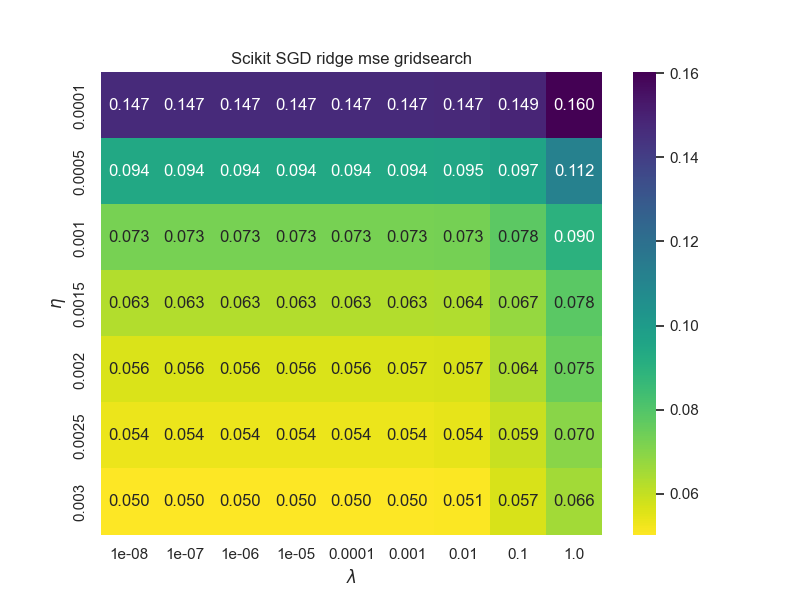 Scikit SGD ridge mse gridsearch
0.0001 0.147 0.147 0.147 0.147 0.147 0.147 0.147 0.149 0.160
0.0005 0.094 0.094 0.094 0.094 0.094 0.094 0.095 0.097 0.112
0.001 0.073 0.073 0.073 0.073 0.073 0.073 0.073 0.078 0.090
0.0015 0.063 0.063 0.063 0.063 0.063 0.063 0.064 0.067 0.078
0.002 0.056 0.056 0.056 0.056 0.056 0.057 0.057 0.064 0.075
0.0025 0.054 0.054 0.054 0.054 0.054 0.054 0.054 0.059 0.070
0.003 0.050 0.050 0.050 0.050 0.050 0.050 0.051 0.057 0.066
η
1e-08 1e-07 1e-06 1e-05 0.0001 0.001 0.01 0.1 1.0
λ
0.16
0.14
0.12
0.10
0.08
0.06